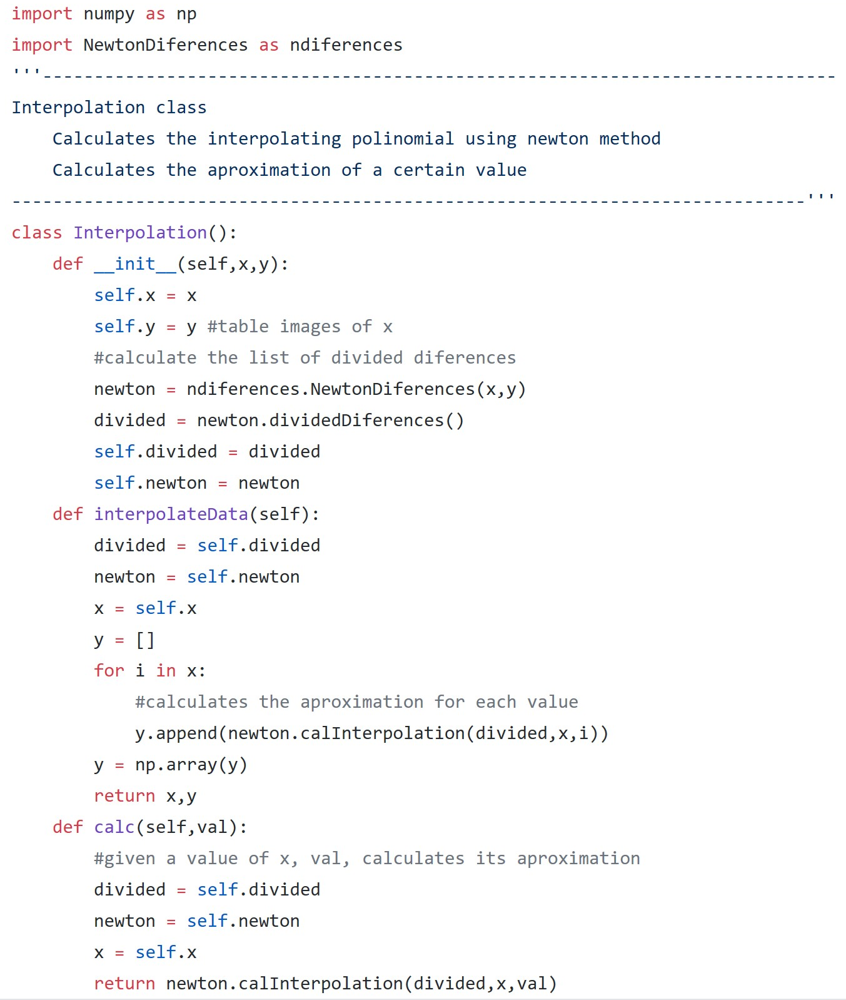 import numpy as np
import NewtonDiferences as ndiferences
'''-----------------------------------------------------------------------------
Interpolation class
    Calculates the interpolating polinomial using newton method
    Calculates the aproximation of a certain value
-----------------------------------------------------------------------------'''
class Interpolation():
    def __init__(self,x,y):
        self.x = x
        self.y = y #table images of x
        #calculate the list of divided diferences
        newton = ndiferences.NewtonDiferences(x,y)
        divided = newton.dividedDiferences()
        self.divided = divided
        self.newton = newton
    def interpolateData(self):
        divided = self.divided
        newton = self.newton
        x = self.x
        y = []
        for i in x:
            #calculates the aproximation for each value
            y.append(newton.calInterpolation(divided,x,i))
        y = np.array(y)
        return x,y
    def calc(self,val):
        #given a value of x, val, calculates its aproximation
        divided = self.divided
        newton = self.newton
        x = self.x
        return newton.calInterpolation(divided,x,val)